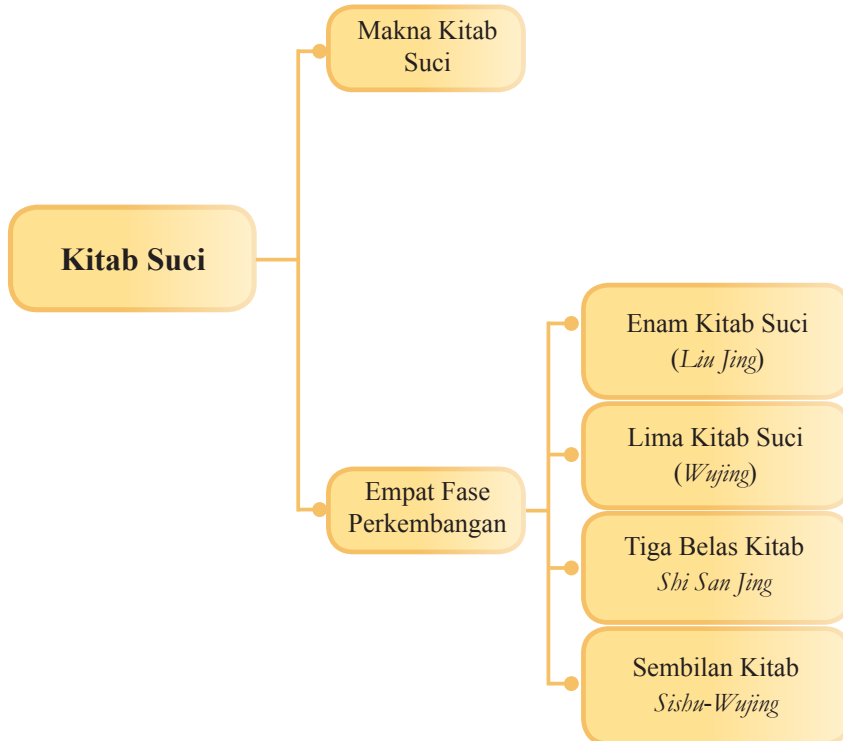 Makna Kitab
Suci
Kitab Suci
Empat Fase
Perkembangan
Enam Kitab Suci
(Liu Jing)
Lima Kitab Suci
(Wujing)
Tiga Belas Kitab
Shi San Jing
Sembilan Kitab
Sishu-Wujing